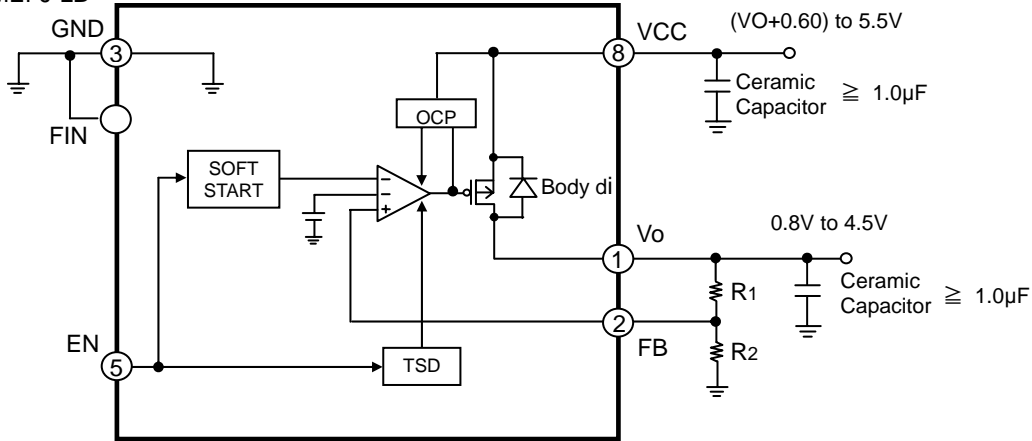 GND
3
FIN
VCC
8
(VO+0.60) to 5.5V
Ceramic
Capacitor ≧ 1.0µF
OCP
SOFT
START
−
−
+
Body di
Vo
1
0.8V to 4.5V
Ceramic
Capacitor ≧ 1.0µF
R1
2
FB
R2
EN
5
TSD